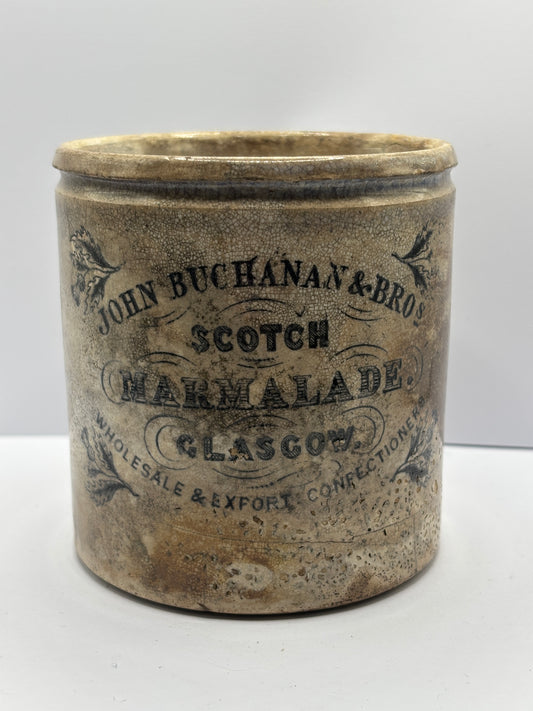 JOHN BUCHANAN & BROS
SCOTCH
MARMALADE.
GLASGOW.
WHOLESALE & EXPORT CONFECTIONERS